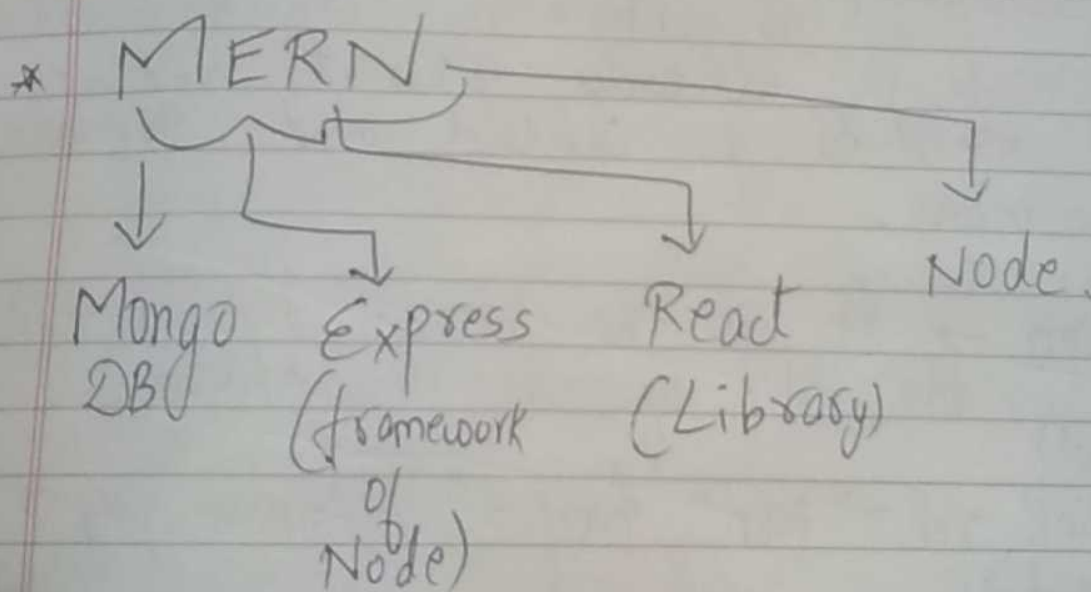 * MERN
Mongo DB
Express (framework of Node)
React (Library)
Node.